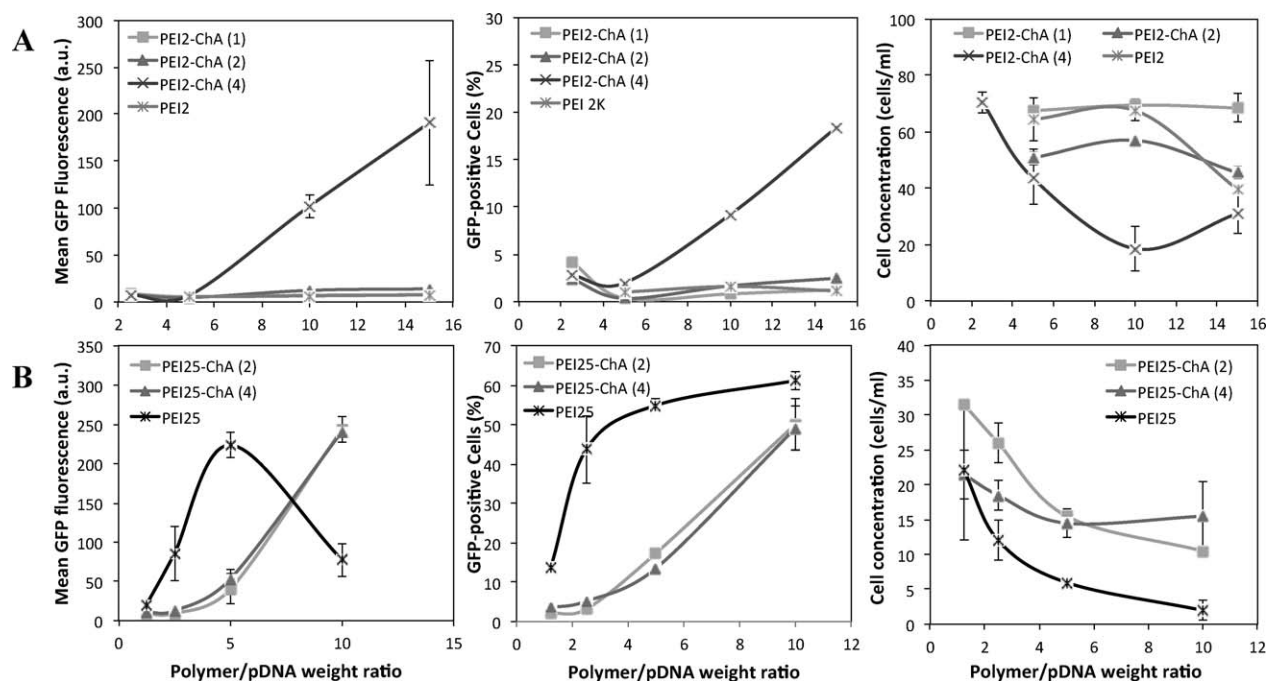 A
Mean GFP Fluorescence (a.u.)
300
250
200
150
100
50
0
2 4 6 8 10 12 14 16
PEI2-ChA (1)
PEI2-ChA (2)
PEI2-ChA (4)
PEI2
GFP-positive Cells (%)
30
25
20
15
10
5
0
0 2 4 6 8 10 12 14 16
PEI2-ChA (1)
PEI2-ChA (2)
PEI2-ChA (4)
PEI 2K
Cell Concentration (cells/ml)
100
80
60
40
20
0
0 2 4 6 8 10 12 14 16
PEI2-ChA (1) PEI2-ChA (2)
PEI2-ChA (4) PEI2
B
Mean GFP fluorescence (a.u.)
350
300
250
200
150
100
50
0
0 5 10 15
PEI25-ChA (2)
PEI25-ChA (4)
PEI25
Polymer/pDNA weight ratio
GFP-positive Cells (%)
70
60
50
40
30
20
10
0
0 2 4 6 8 10 12
PEI25-ChA (2)
PEI25-ChA (4)
PEI25
Polymer/pDNA weight ratio
Cell concentration (cells/ml)
40
35
30
25
20
15
10
5
0
0 2 4 6 8 10 12
PEI25-ChA (2)
PEI25-ChA (4)
PEI25
Polymer/pDNA weight ratio